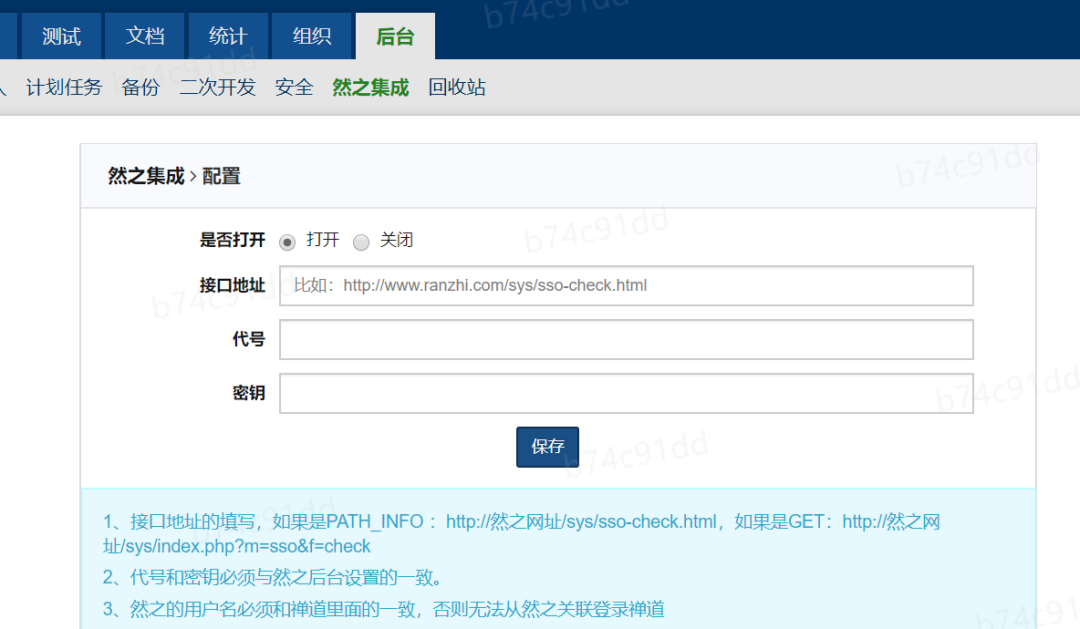 测试 文档 统计 组织 后台
计划任务 备份 二次开发 安全 然之集成 回收站
然之集成 > 配置
是否打开 打开 关闭
接口地址 比如：http://www.ranzhi.com/sys/sso-check.html
代号
密钥
保存
1、接口地址的填写，如果是PATH_INFO ：http://然之网址/sys/sso-check.html，如果是GET：http://然之网
址/sys/index.php?m=sso&f=check
2、代号和密钥必须与然之后台设置的一致。
3、然之的用户名必须和禅道里面的一致，否则无法从然之关联登录禅道
b74c91dd
b74c91dd
b74c91dd
b74c91dd
b74c91dd
b74c91dd
b74c91dd